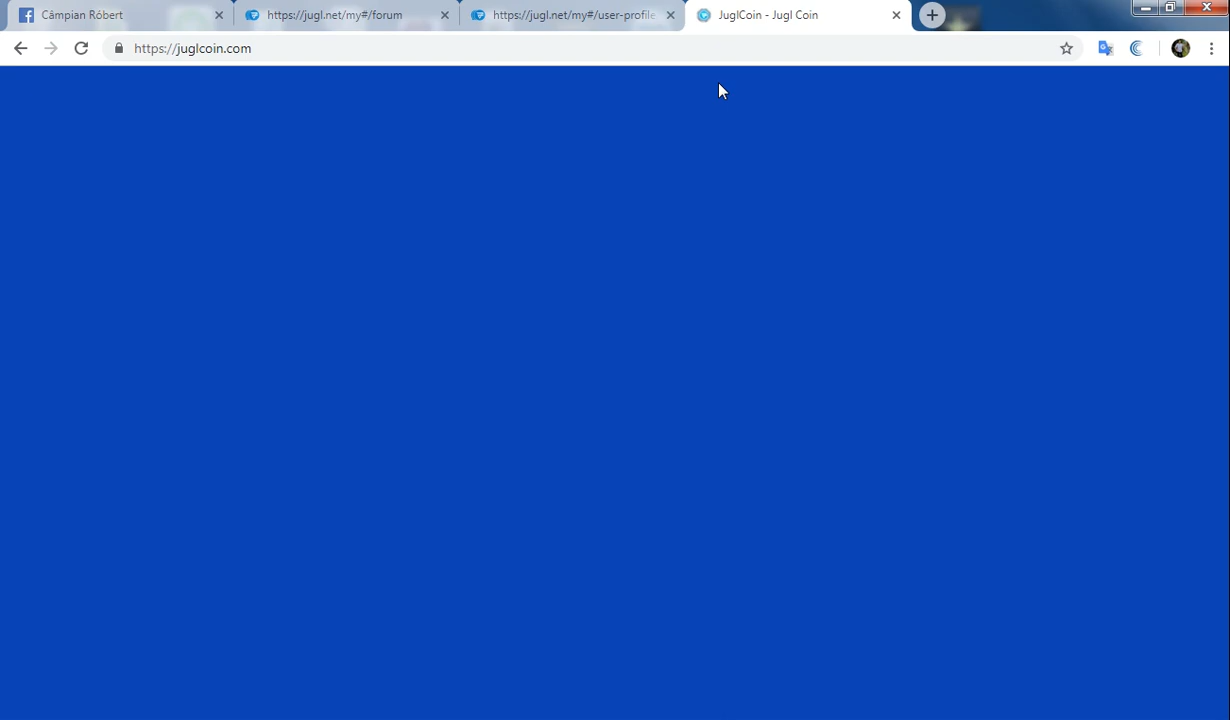 Câmpian Róbert
https://jugl.net/my#/forum
https://jugl.net/my#/user-profile
JuglCoin - Jugl Coin
https://juglcoin.com